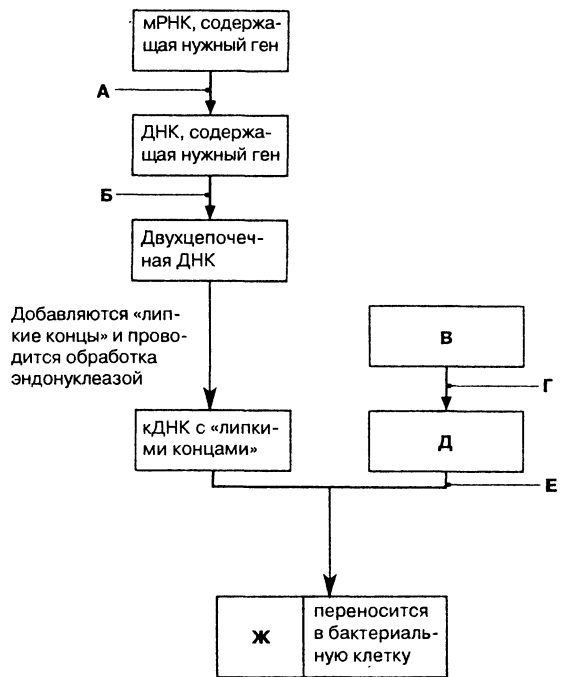 мРНК, содержа-
щая нужный ген
А
ДНК, содержа-
щая нужный ген
Б
Двухцепочеч-
ная ДНК
Добавляются «лип-
кие концы» и прово-
дится обработка
эндонуклеазой
В
Г
кДНК с «липки-
ми концами»
Д
Е
Ж
переносится
в бактериаль-
ную клетку